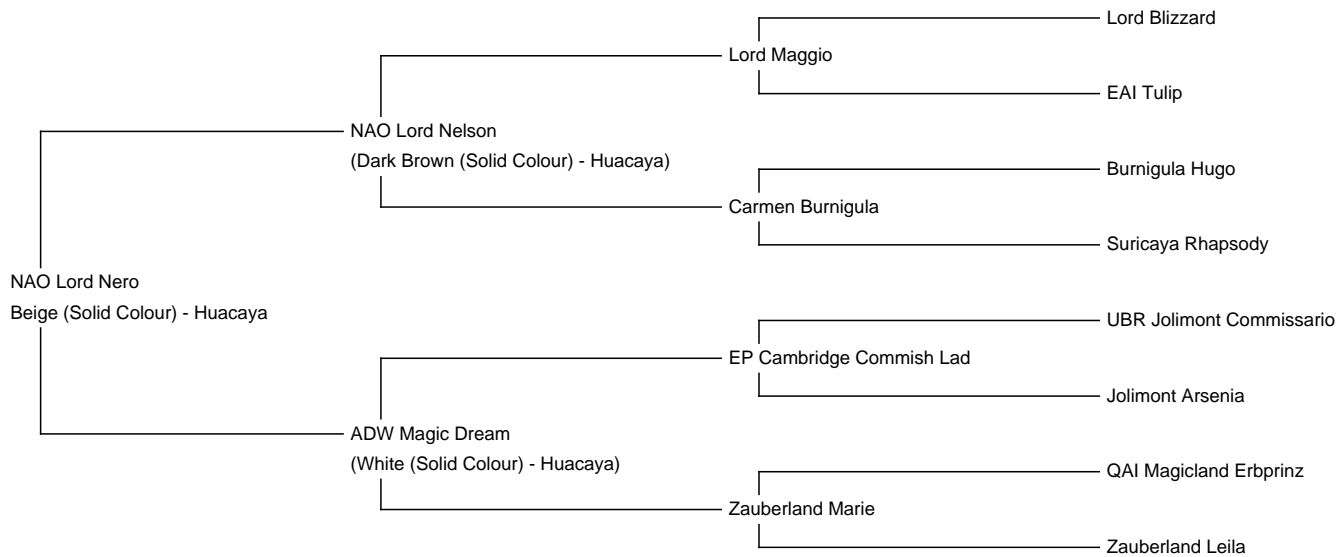 Lord Blizzard
Lord Maggio
EAI Tulip
NAO Lord Nelson
(Dark Brown (Solid Colour) - Huacaya)
Burnigula Hugo
Carmen Burnigula
Suricaya Rhapsody
NAO Lord Nero
Beige (Solid Colour) - Huacaya
UBR Jolimont Commissario
EP Cambridge Commish Lad
Jolimont Arsenia
ADW Magic Dream
(White (Solid Colour) - Huacaya)
QAI Magicland Erbprinz
Zauberland Marie
Zauberland Leila